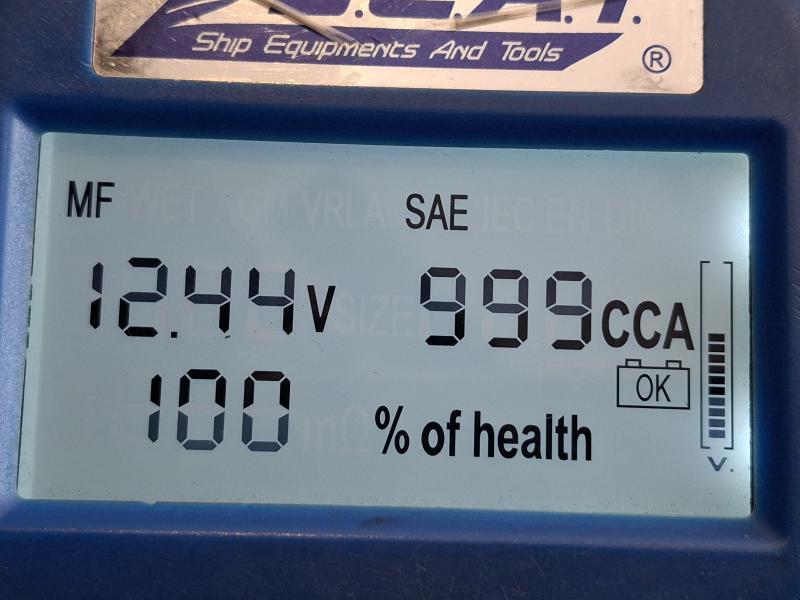 Ship Equipments And Tools ®
MF SAE
12.44 V 999 CCA
OK
100 % of health
V.